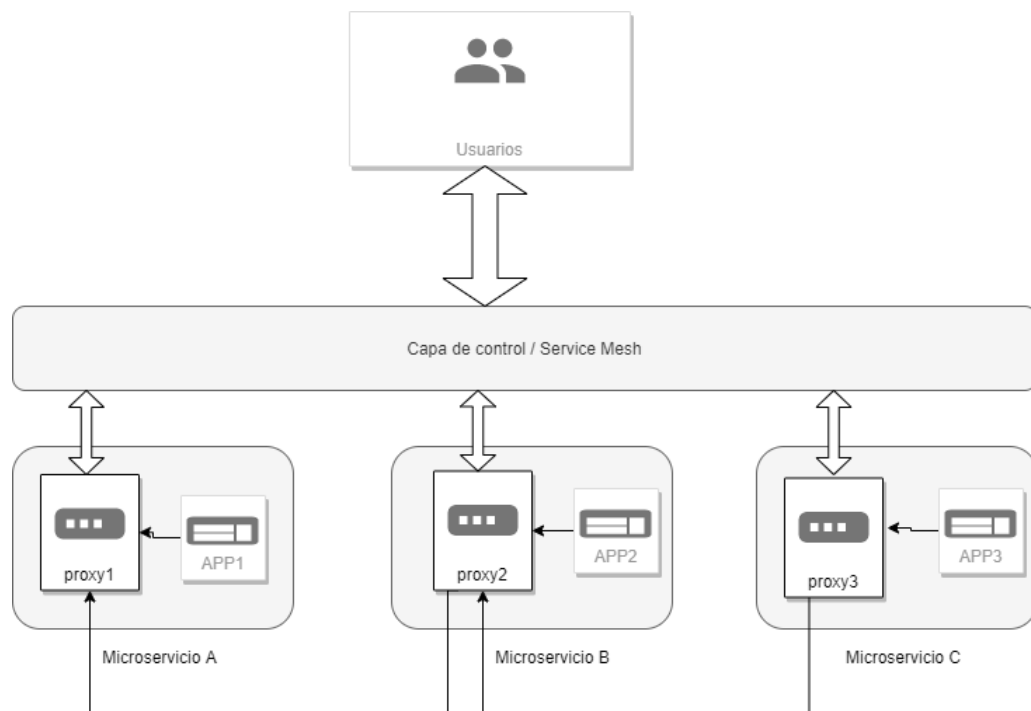 Usuarios
Capa de control / Service Mesh
proxy1
APP1
proxy2
APP2
proxy3
APP3
Microservicio A
Microservicio B
Microservicio C